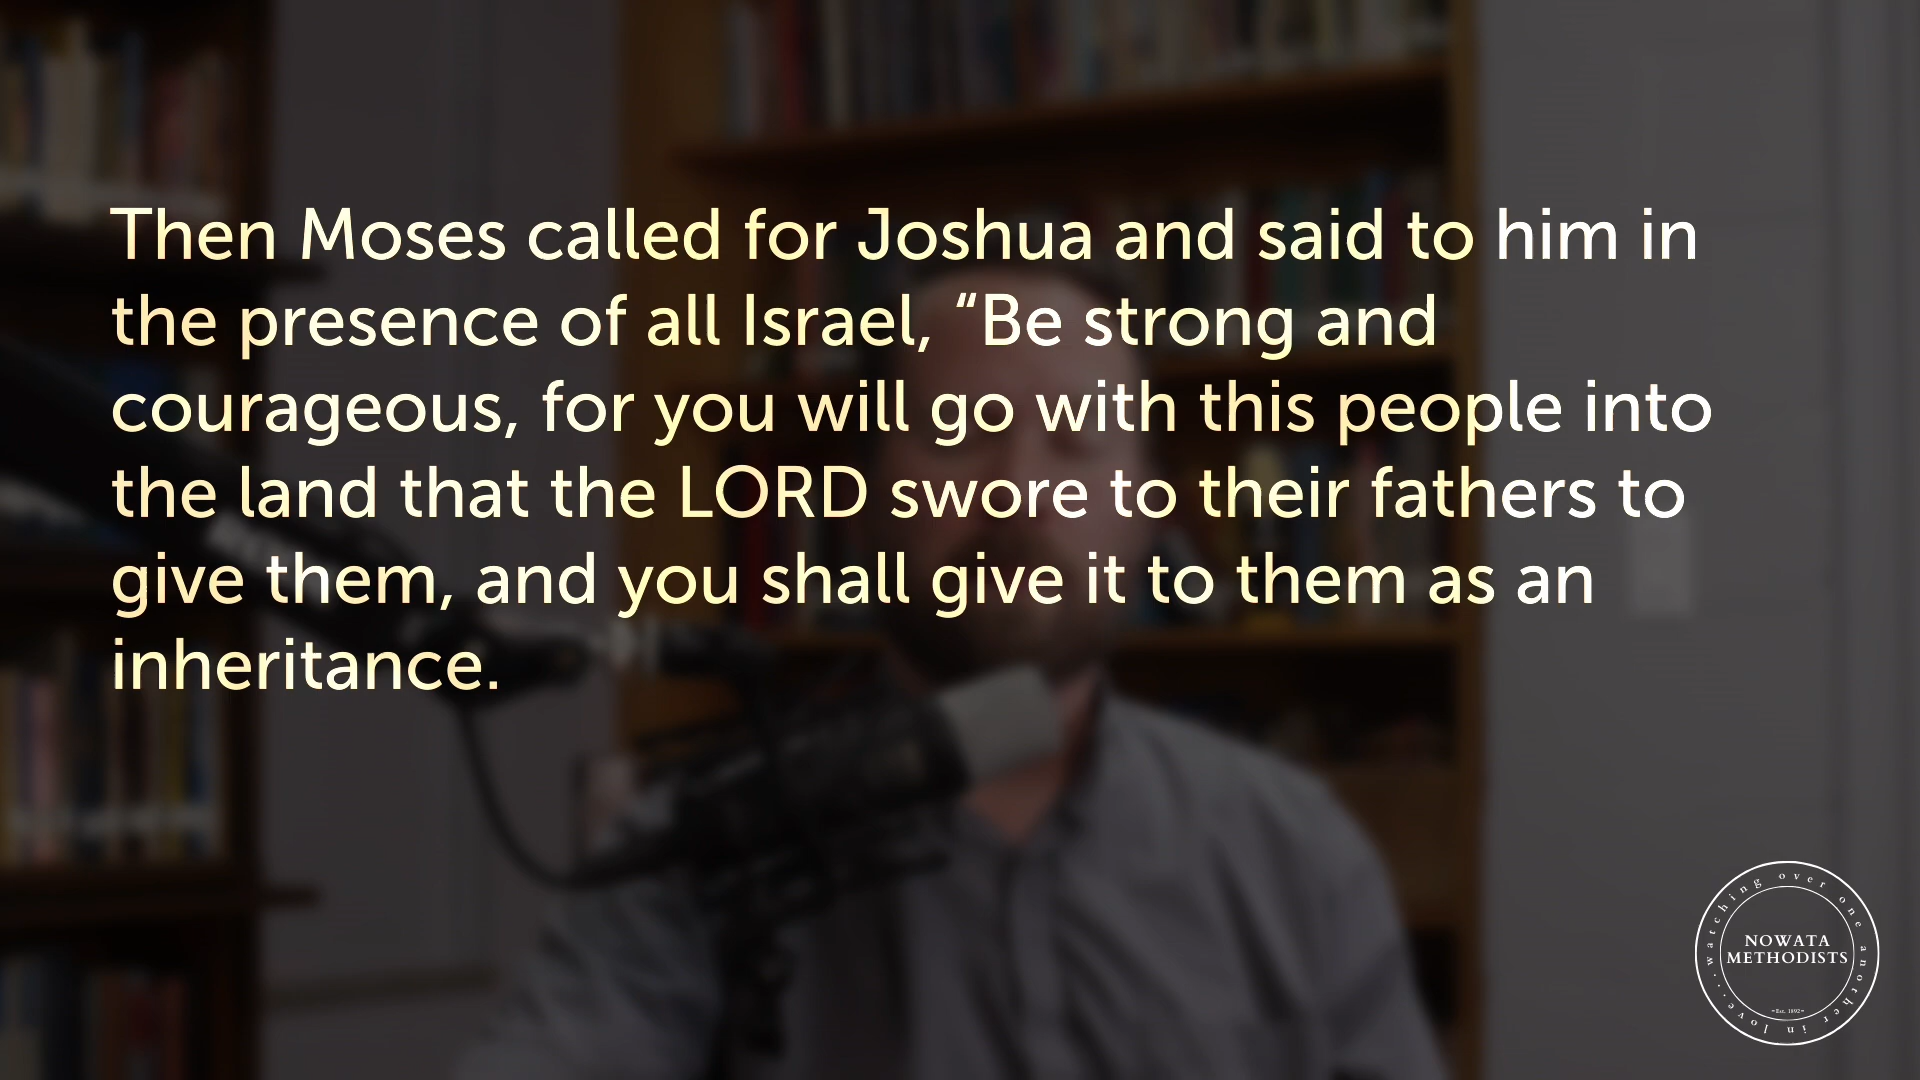 Then Moses called for Joshua and said to him in
the presence of all Israel, “Be strong and
courageous, for you will go with this people into
the land that the LORD swore to their fathers to
give them, and you shall give it to them as an
inheritance.
watching over one another in love...
NOWATA
METHODISTS
~Est. 1892~